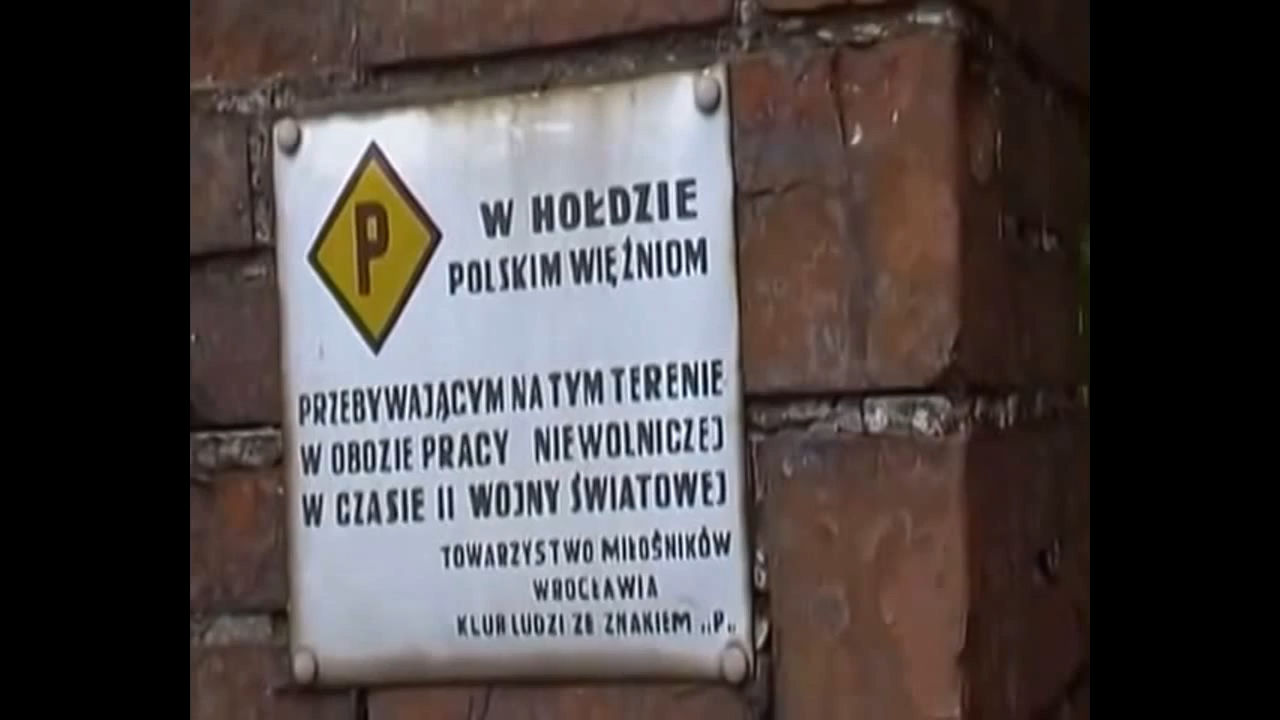 P
W HOŁDZIE
POLSKIM WIĘŹNIOM
PRZEBYWAJĄCYM NA TYM TERENIE
W OBOZIE PRACY NIEWOLNICZEJ
W CZASIE II WOJNY ŚWIATOWEJ
TOWARZYSTWO MIŁOŚNIKÓW
WROCŁAWIA
KLUB LUDZI ZE ZNAKIEM „P„